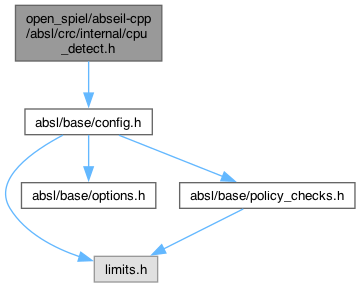 open_spiel/abseil-cpp
/absl/crc/internal/cpu
_detect.h
absl/base/config.h
absl/base/options.h
absl/base/policy_checks.h
limits.h